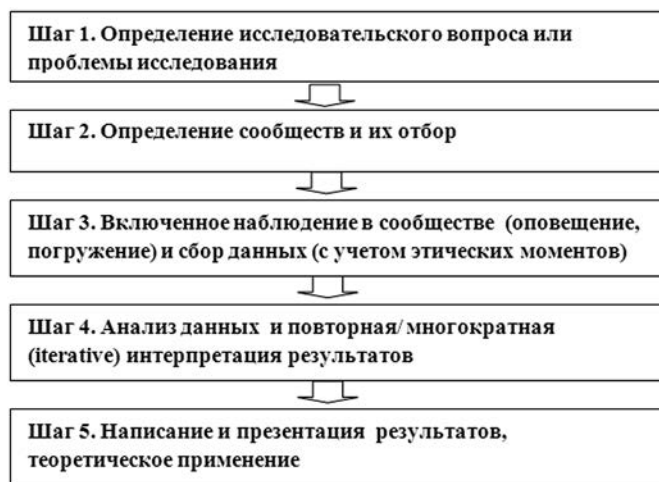 Шаг 1. Определение исследовательского вопроса или
проблемы исследования
Шаг 2. Определение сообществ и их отбор
Шаг 3. Включенное наблюдение в сообществе (оповещение,
погружение) и сбор данных (с учетом этических моментов)
Шаг 4. Анализ данных и повторная/ многократная
(iterative) интерпретация результатов
Шаг 5. Написание и презентация результатов,
теоретическое применение